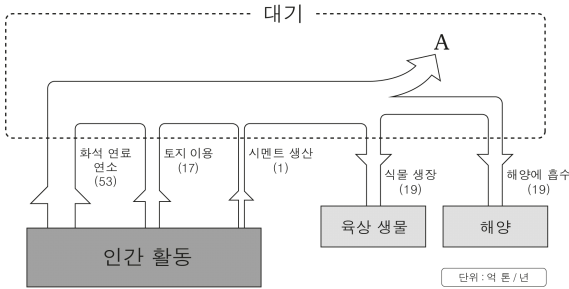 대기
A
화석 연료
연소
(53)
토지 이용
(17)
시멘트 생산
(1)
식물 생장
(19)
해양에 흡수
(19)
인간 활동
육상 생물
해양
단위 : 억 톤 / 년